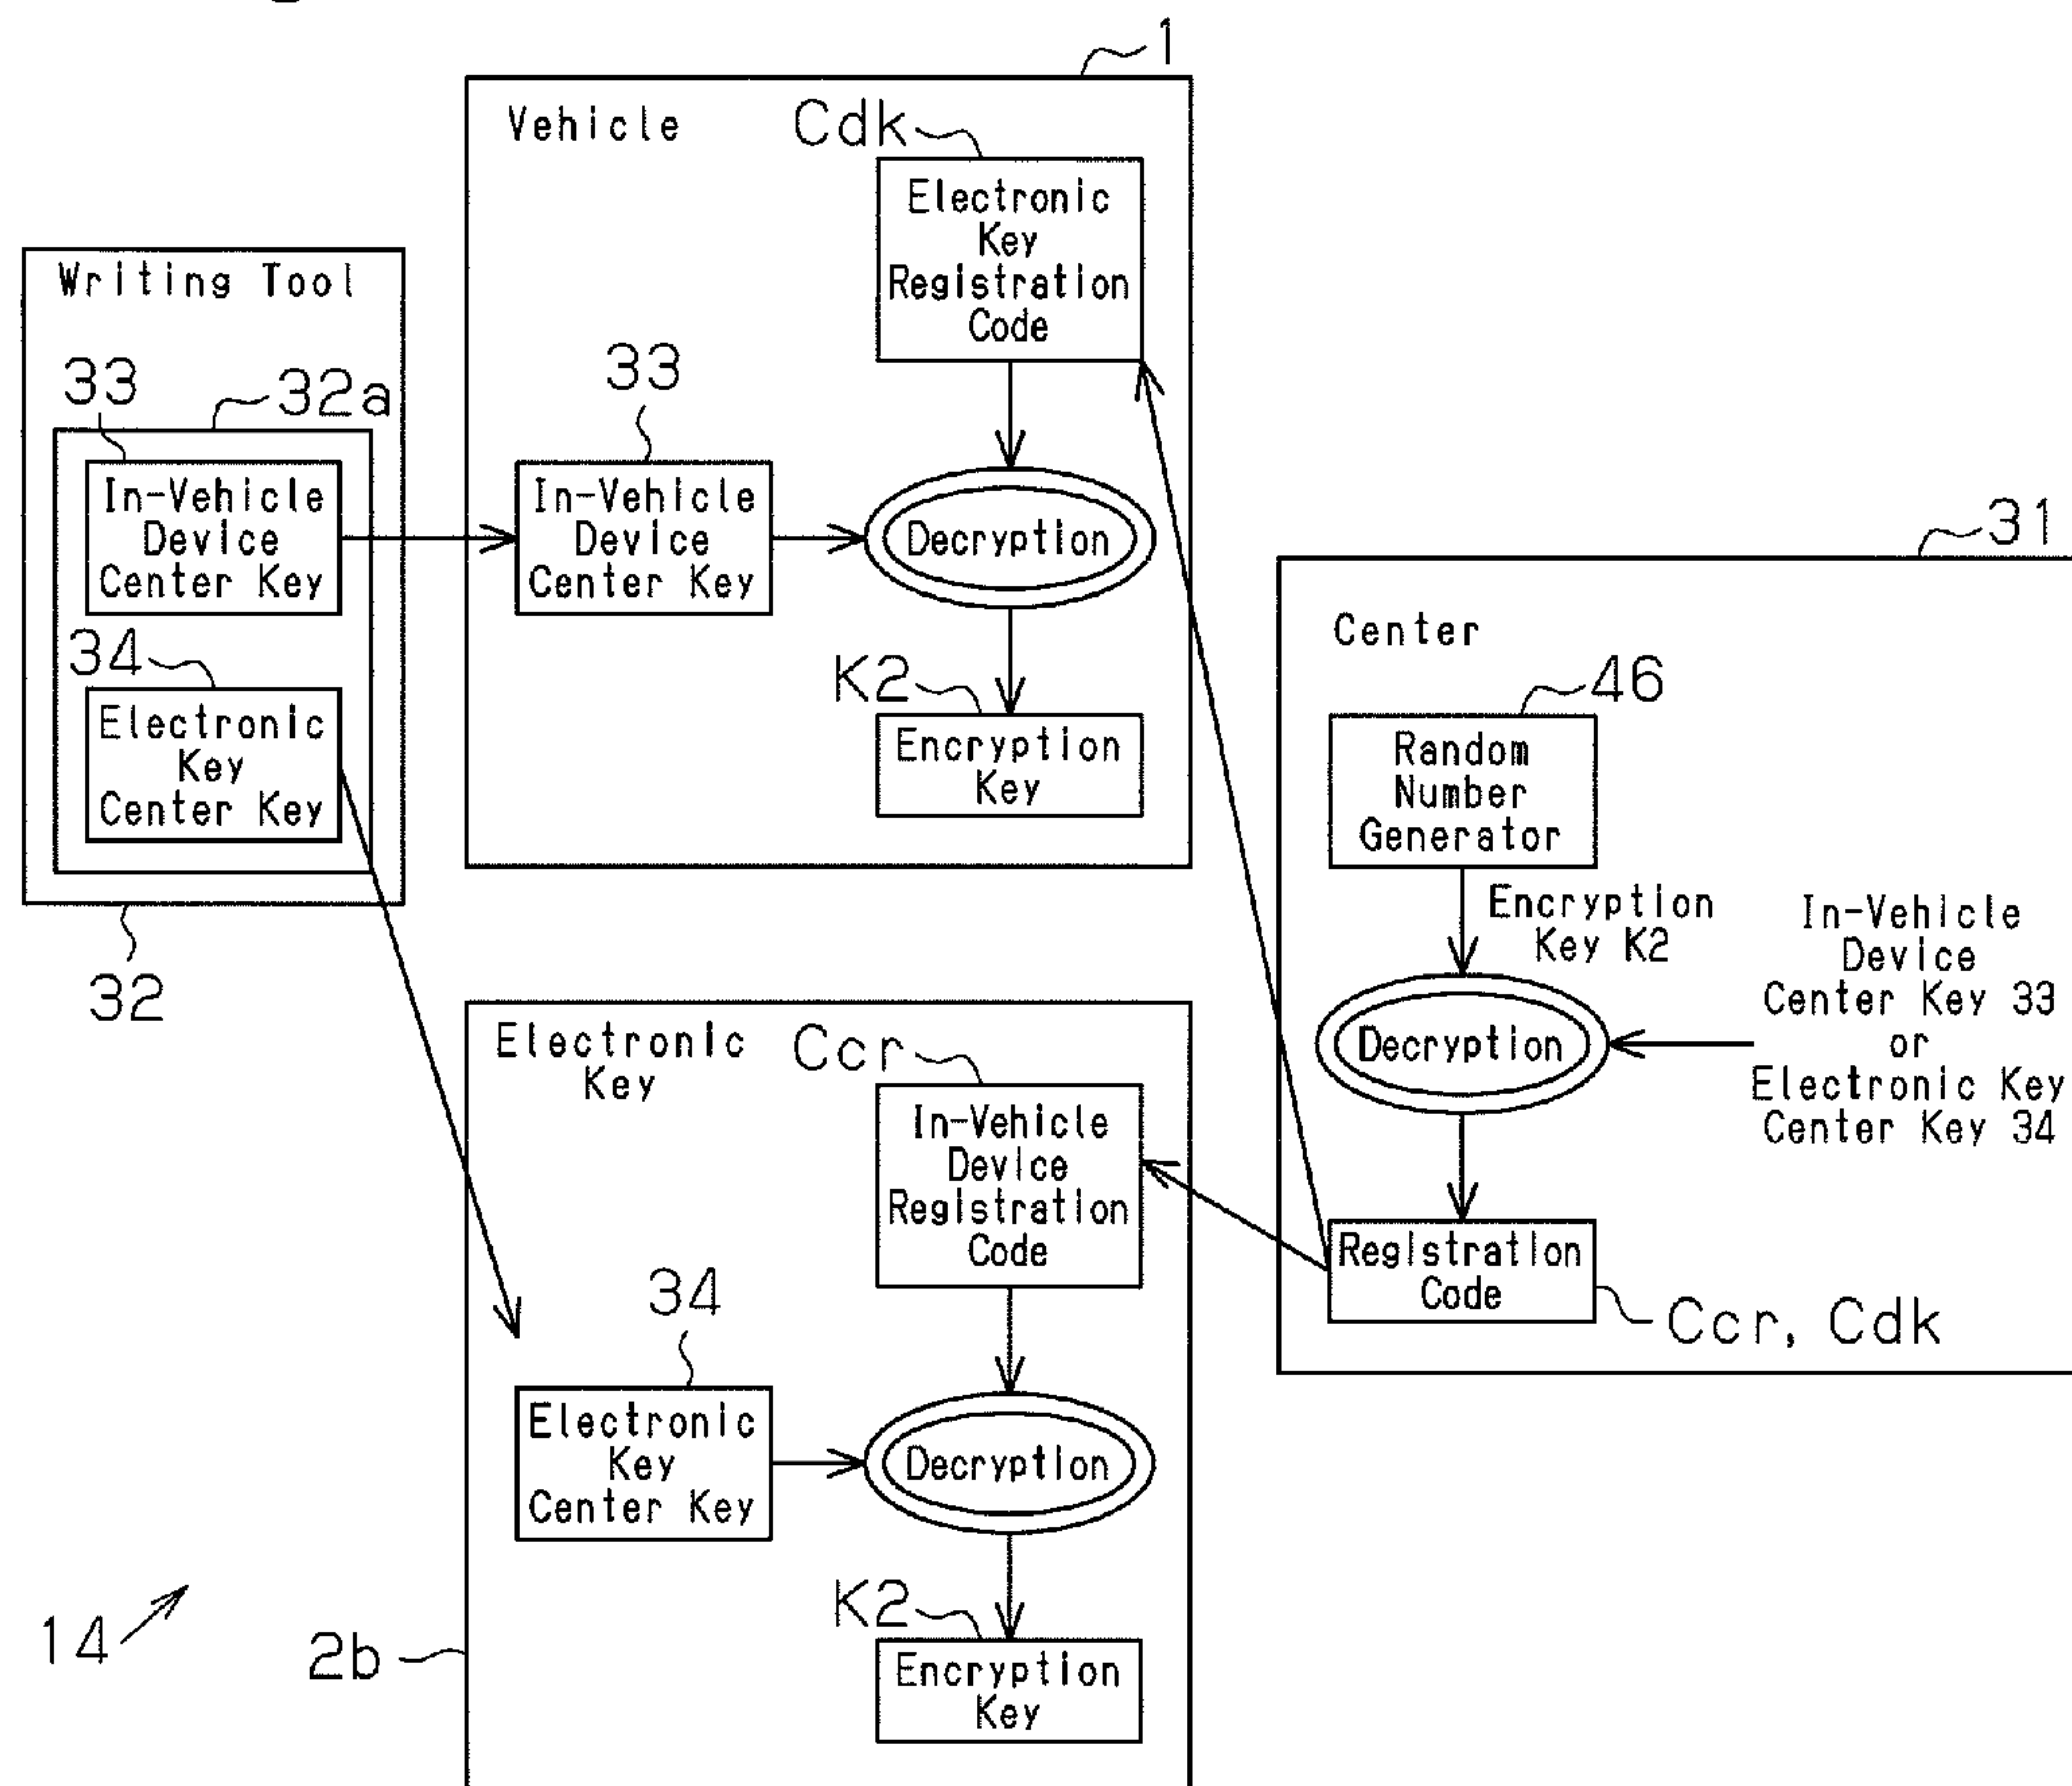 1
Vehicle
Cdk
Electronic
Key
Registration
Code
Writing Tool
33
32a
In-Vehicle
Device
Center Key
34
Electronic
Key
Center Key
32
33
In-Vehicle
Device
Center Key
Decryption
K2
Encryption
Key
31
Center
46
Random
Number
Generator
Encryption
Key K2
In-Vehicle
Device
Center Key 33
or
Electronic Key
Center Key 34
Decryption
Registration
Code
Ccr, Cdk
Electronic
Key
Ccr
In-Vehicle
Device
Registration
Code
34
Electronic
Key
Center Key
Decryption
K2
Encryption
Key
14
2b